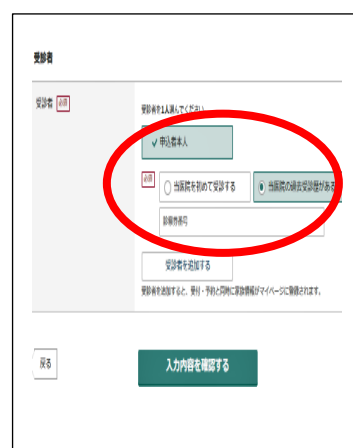 受診者
受診者 必須
受診者を1人選んでください
✓ 申込者本人
必須 当医院を初めて受診する 当医院の過去受診歴がある
診察券番号
受診者を追加する
受診者を追加すると、受付・予約と同時に家族情報がマイページに登録されます。
戻る 入力内容を確認する